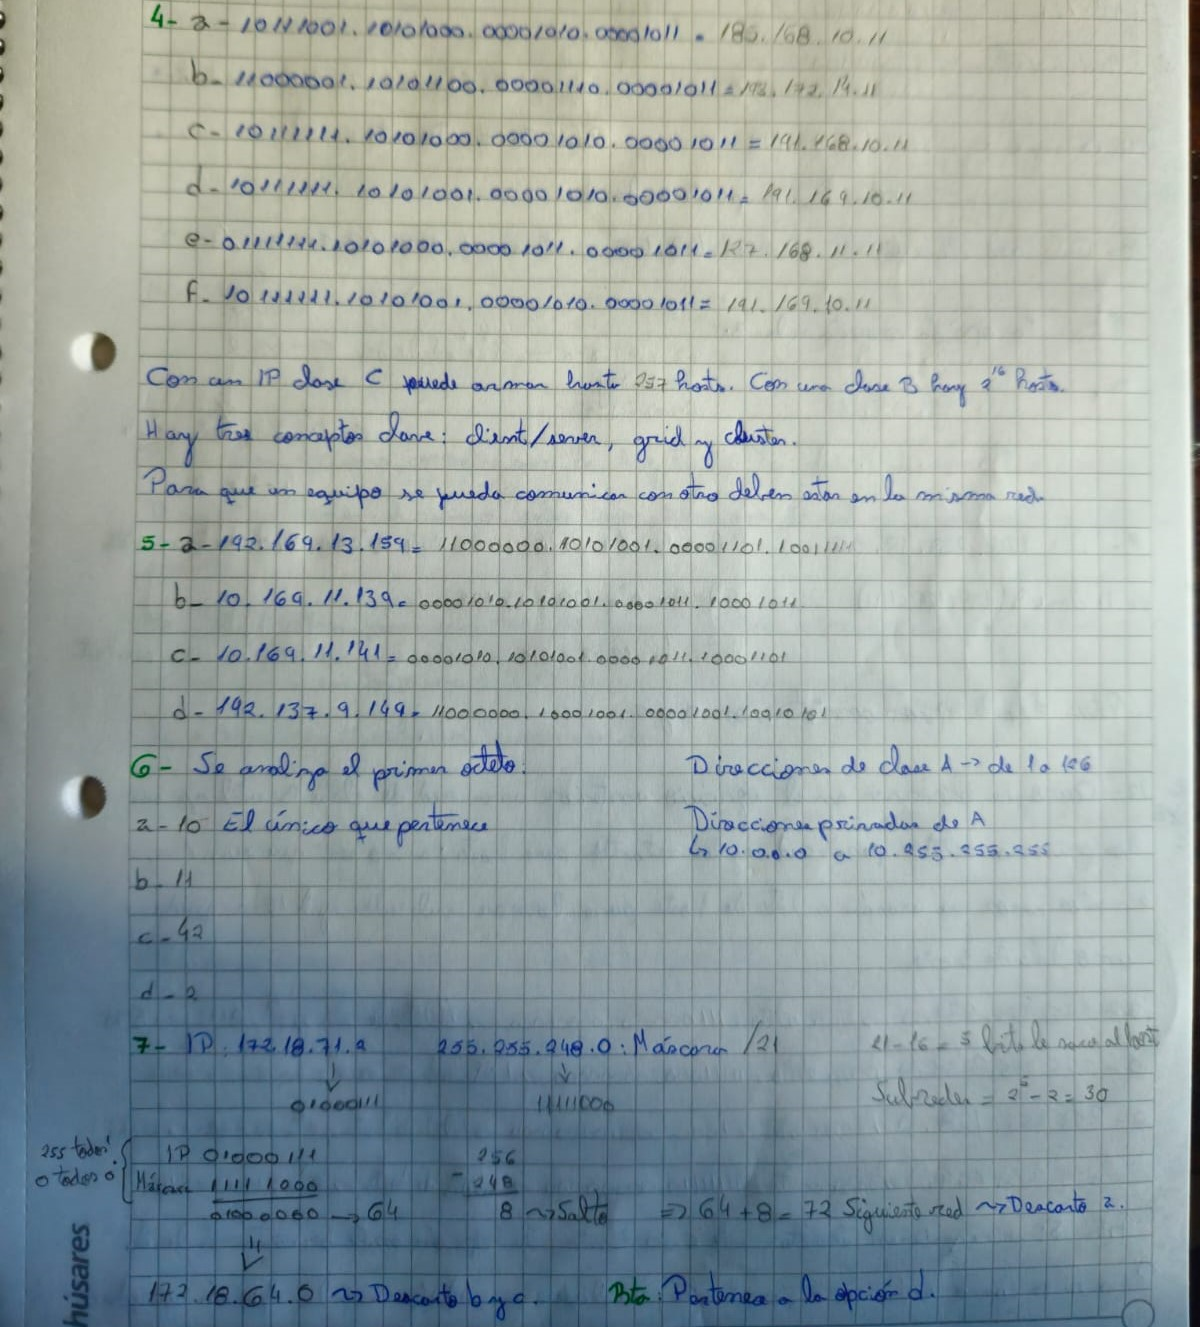 4- a- 10111001.10101000.00001010.00001011 = 185.168.10.11
b- 11000001.10101100.00001110.00001011 = 193.172.14.11
c- 10111111.10101000.00001010.00001011 = 191.168.10.11
d- 10111111.10101001.00001010.00001011 = 191.169.10.11
e- 01111111.10101000.00001011.00001011 = 127.168.11.11
f- 10111111.10101001.00001010.00001011 = 191.169.10.11
Con un IP clase C puede armar hasta 257 hosts. Con una clase B hay 2^16 hosts.
Hay tres conceptos clave: client/server, grid y cluster.
Para que un equipo se pueda comunicar con otro deben estar en la misma red.
5- a- 192.169.13.159 = 11000000.10101001.00001101.10011111
b- 10.169.11.139 = 00001010.10101001.00001011.10001011
c- 10.169.11.141 = 00001010.10101001.00001011.10001101
d- 192.137.9.149 = 11000000.10001001.00001001.10010101
6- Se analiza el primer octeto. Direcciones de clase A -> de 1 a 126
a- 10 El único que pertenece Direcciones privadas de A
↳ 10.0.0.0 a 10.255.255.255
b- 11
c- 42
d- 2
7- IP: 172.18.71.2 255.255.248.0: Máscara /21 21-16 = 5 bits le saco al host
↓ ↓
01000111 11111000 Subredes = 2^5 - 2 = 30
255 todos 1 IP 01000111 256
0 todos 0 Máscara 11111000 - 248
01000000 -> 64 8 ~> Salto => 64 + 8 = 72 Siguiente red ~> Descarto a.
172.18.64.0 ~> Descarto b y c. Rta: Pertenece a la opción d.
húsares